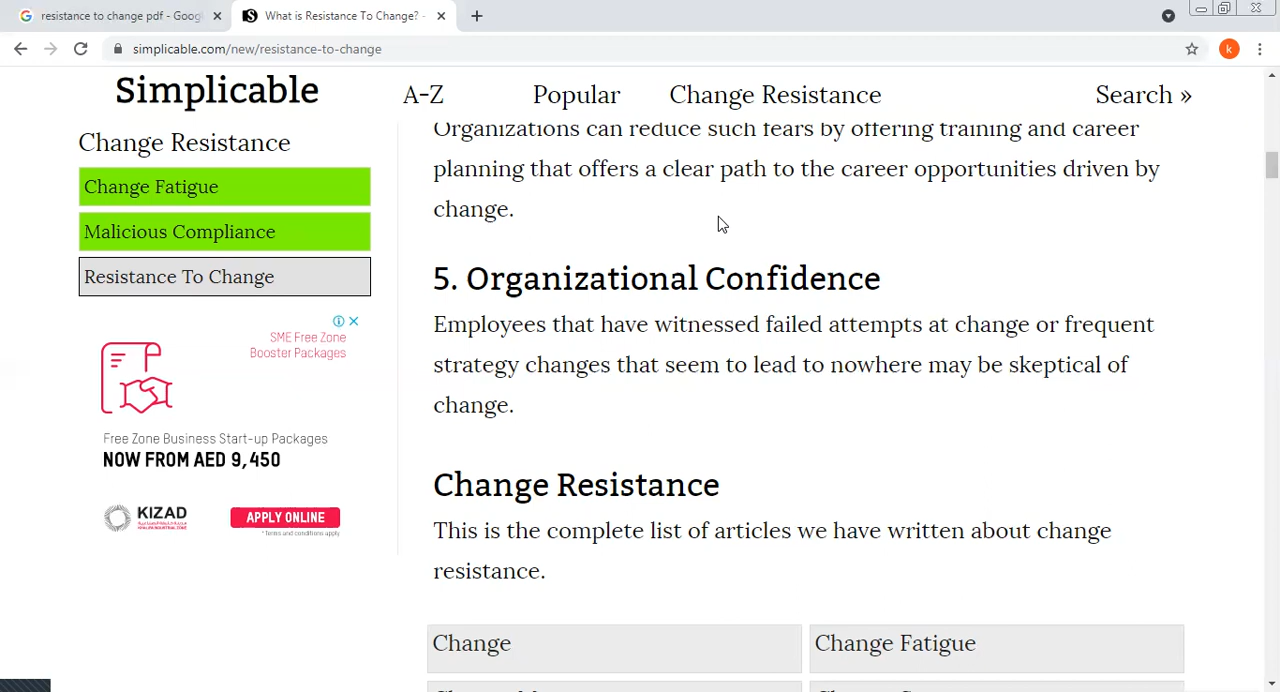 resistance to change pdf - Goog
What is Resistance To Change? -
simplicable.com/new/resistance-to-change
k
Simplicable
A-Z
Popular
Change Resistance
Search »
Change Resistance
Change Fatigue
Malicious Compliance
Resistance To Change
SME Free Zone
Booster Packages
Free Zone Business Start-up Packages
NOW FROM AED 9,450
KIZAD
APPLY ONLINE
*Terms and conditions apply
Organizations can reduce such fears by offering training and career
planning that offers a clear path to the career opportunities driven by
change.
5. Organizational Confidence
Employees that have witnessed failed attempts at change or frequent
strategy changes that seem to lead to nowhere may be skeptical of
change.
Change Resistance
This is the complete list of articles we have written about change
resistance.
Change
Change Fatigue